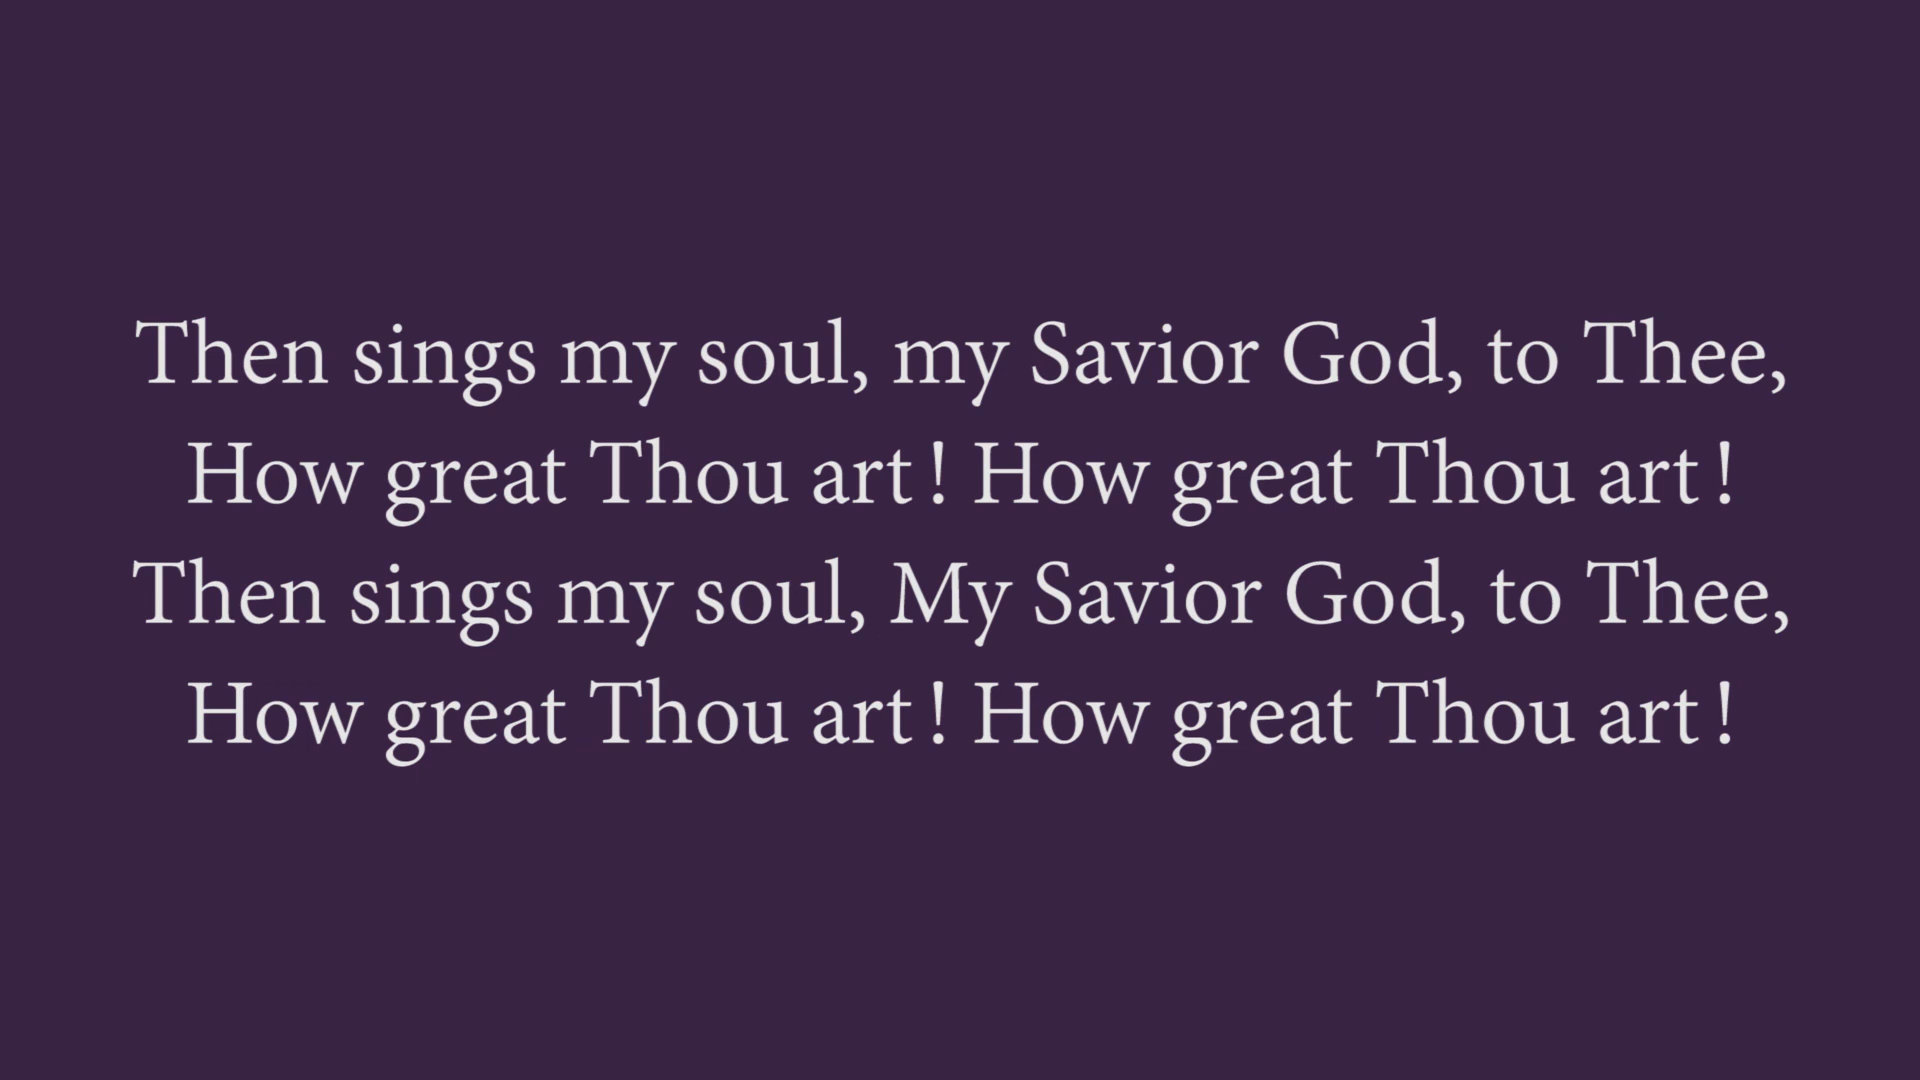 Then sings my soul, my Savior God, to Thee,
How great Thou art! How great Thou art!
Then sings my soul, My Savior God, to Thee,
How great Thou art! How great Thou art!